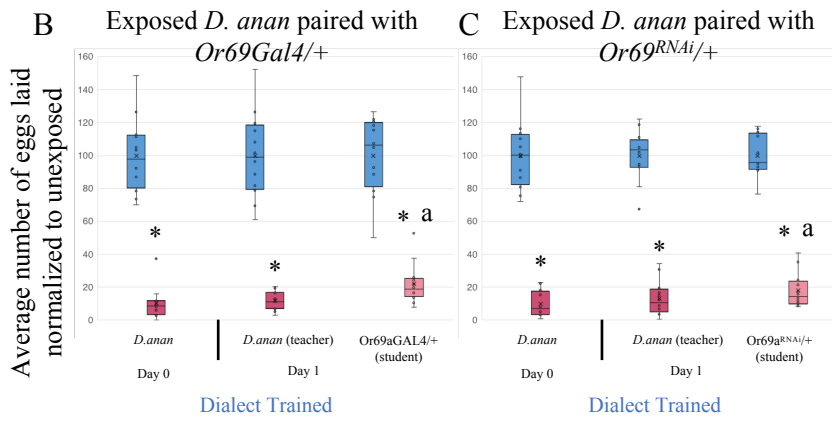 B
Exposed D. anan paired with
Or69Gal4/+
C
Exposed D. anan paired with
Or69RNAi/+
Average number of eggs laid
normalized to unexposed
160
140
120
100
80
60
40
20
0
*
*
* a
D.anan
D.anan (teacher)
Or69aGAL4/+
(student)
Day 0
Day 1
Dialect Trained
160
140
120
100
80
60
40
20
0
*
*
* a
D.anan
D.anan (teacher)
Or69aRNAi/+
(student)
Day 0
Day 1
Dialect Trained